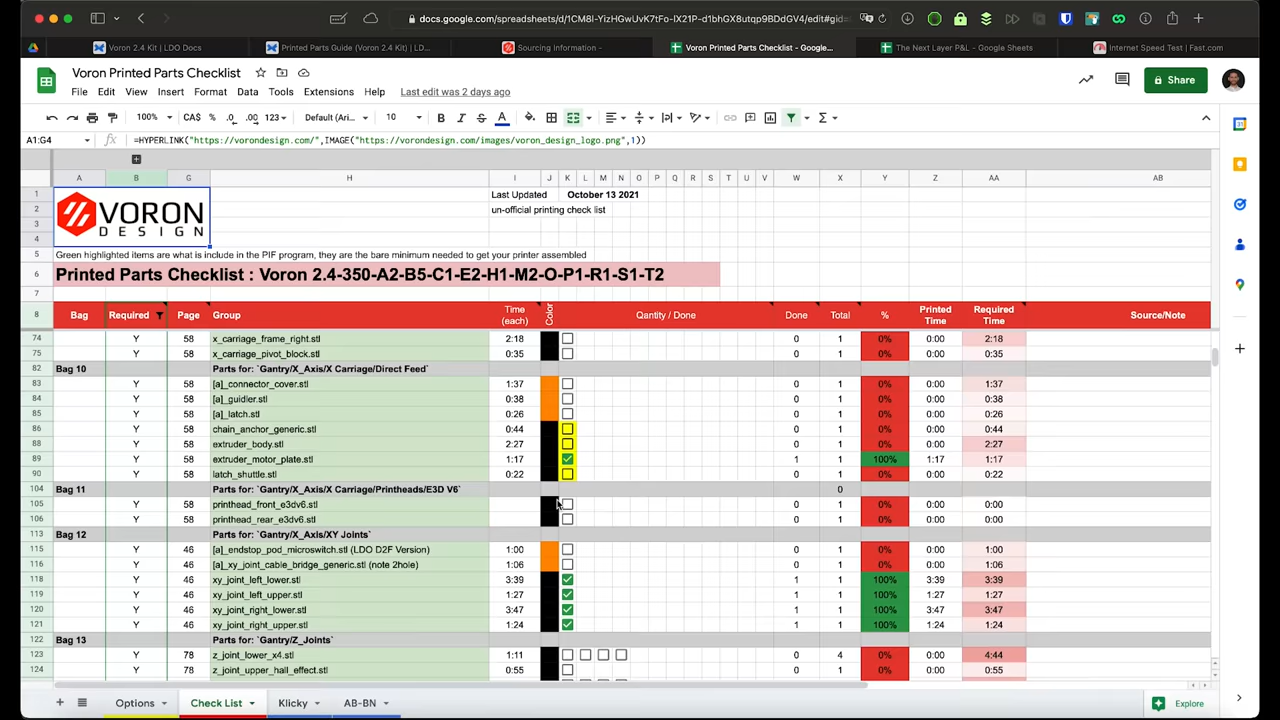 docs.google.com/spreadsheets/d/1CM8I-YizHGwUvK7tFo-IX21P-d1bhGX8utqp9BDdGV4/edit#gid=
Voron 2.4 Kit | LDO Docs
Printed Parts Guide (Voron 2.4 Kit) | LD...
Sourcing Information -
Voron Printed Parts Checklist - Google...
The Next Layer P&L - Google Sheets
Internet Speed Test | Fast.com
Voron Printed Parts Checklist
File Edit View Insert Format Data Tools Extensions Help Last edit was 2 days ago
Share
100% CA$ % .0 .00 123 Default (Ari... 10 B I S A
A1:G4 fx =HYPERLINK("https://vorondesign.com/",IMAGE("https://vorondesign.com/images/voron_design_logo.png",1))
A B G H I J K L M N O P Q R S T U V W X Y Z AA AB
1 Last Updated October 13 2021
2 un-official printing check list
3
4
VORON
DESIGN
5 Green highlighted items are what is include in the PIF program, they are the bare minimum needed to get your printer assembled
6 Printed Parts Checklist : Voron 2.4-350-A2-B5-C1-E2-H1-M2-O-P1-R1-S1-T2
7
8 Bag Required Page Group Time (each) Color Qantity / Done Done Total % Printed Time Required Time Source/Note
74 Y 58 x_carriage_frame_right.stl 2:18 0 1 0% 0:00 2:18
75 Y 58 x_carriage_pivot_block.stl 0:35 0 1 0% 0:00 0:35
82 Bag 10 Parts for: `Gantry/X_Axis/X Carriage/Direct Feed`
83 Y 58 [a]_connector_cover.stl 1:37 0 1 0% 0:00 1:37
84 Y 58 [a]_guidler.stl 0:38 0 1 0% 0:00 0:38
85 Y 58 [a]_latch.stl 0:26 0 1 0% 0:00 0:26
86 Y 58 chain_anchor_generic.stl 0:44 0 1 0% 0:00 0:44
88 Y 58 extruder_body.stl 2:27 0 1 0% 0:00 2:27
89 Y 58 extruder_motor_plate.stl 1:17 1 1 100% 1:17 1:17
90 Y 58 latch_shuttle.stl 0:22 0 1 0% 0:00 0:22
104 Bag 11 Parts for: `Gantry/X_Axis/X Carriage/Printheads/E3D V6` 0
105 Y 58 printhead_front_e3dv6.stl 0 1 0% 0:00 0:00
106 Y 58 printhead_rear_e3dv6.stl 0 1 0% 0:00 0:00
113 Bag 12 Parts for: `Gantry/X_Axis/XY Joints`
115 Y 46 [a]_endstop_pod_microswitch.stl (LDO D2F Version) 1:00 0 1 0% 0:00 1:00
116 Y 46 [a]_xy_joint_cable_bridge_generic.stl (note 2hole) 1:06 0 1 0% 0:00 1:06
118 Y 46 xy_joint_left_lower.stl 3:39 1 1 100% 3:39 3:39
119 Y 46 xy_joint_left_upper.stl 1:27 1 1 100% 1:27 1:27
120 Y 46 xy_joint_right_lower.stl 3:47 1 1 100% 3:47 3:47
121 Y 46 xy_joint_right_upper.stl 1:24 1 1 100% 1:24 1:24
122 Bag 13 Parts for: `Gantry/Z_Joints`
123 Y 78 z_joint_lower_x4.stl 1:11 0 4 0% 0:00 4:44
124 Y 78 z_joint_upper_hall_effect.stl 0:55 0 1 0% 0:00 0:55
Options Check List Klicky AB-BN
Explore